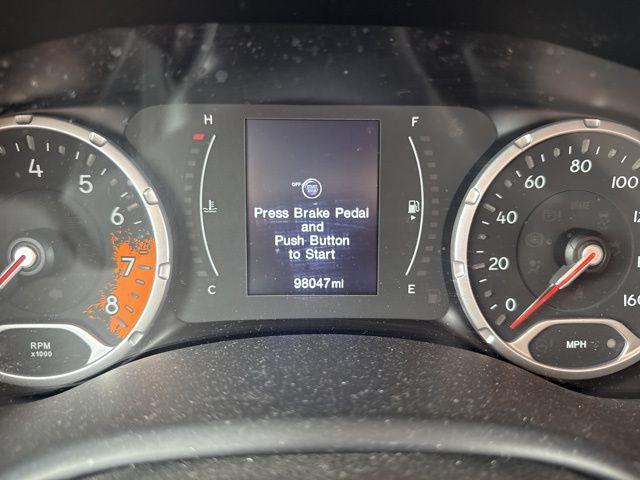 4
5
6
7
8
RPM
x1000
H
C
OFF
Press Brake Pedal
and
Push Button
to Start
98047mi
F
E
0
20
40
60
80
100
160
MPH